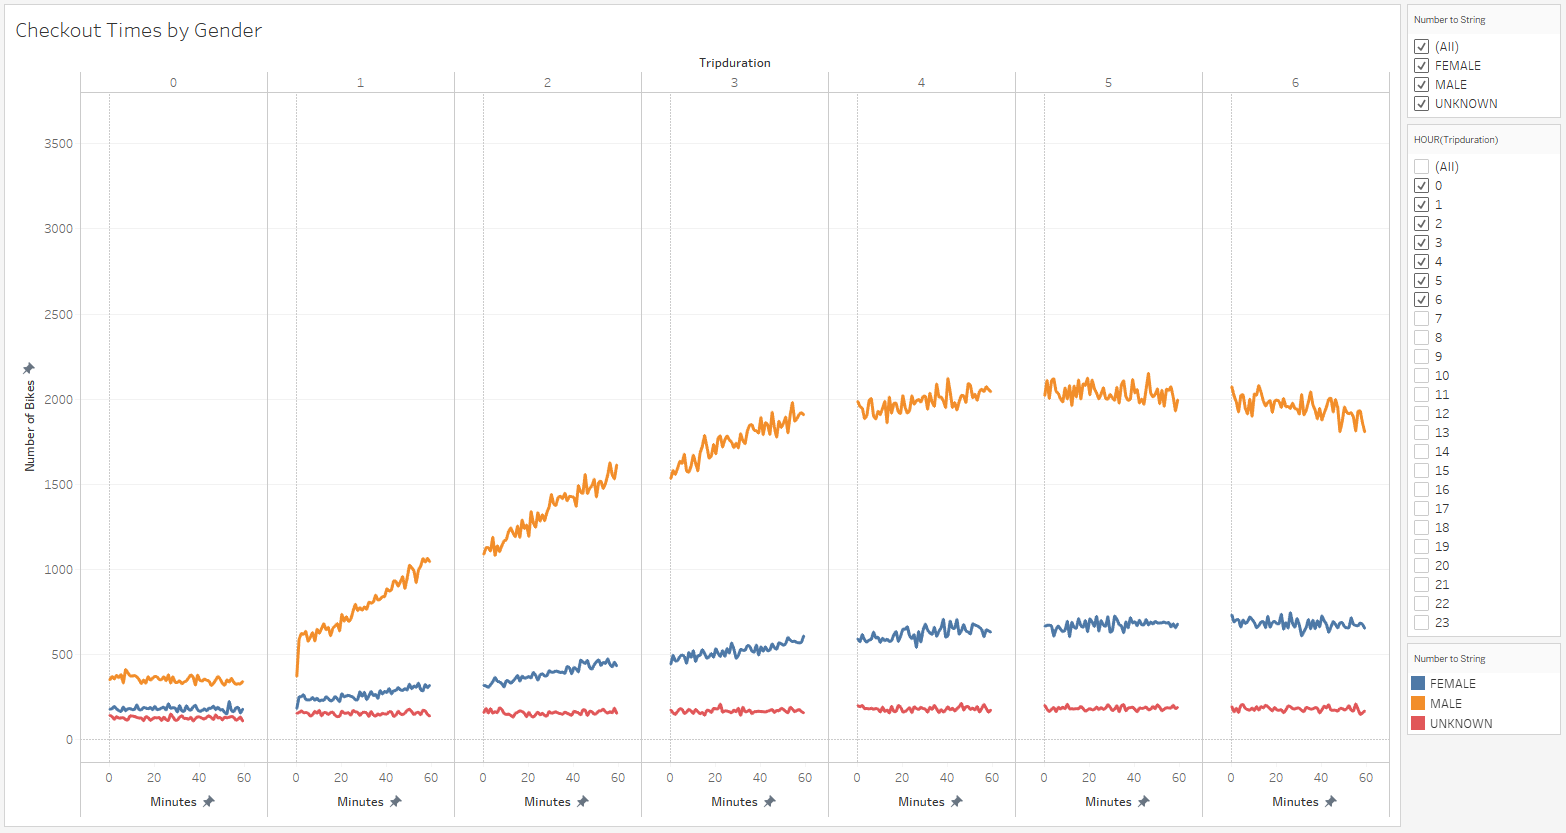 Checkout Times by Gender
Tripduration
0 1 2 3 4 5 6
3500
3000
2500
2000
1500
1000
500
0
Number of Bikes
0 20 40 60 0 20 40 60 0 20 40 60 0 20 40 60 0 20 40 60 0 20 40 60 0 20 40 60
Minutes Minutes Minutes Minutes Minutes Minutes Minutes
Number to String
(All)
FEMALE
MALE
UNKNOWN
HOUR(Tripduration)
(All)
0
1
2
3
4
5
6
7
8
9
10
11
12
13
14
15
16
17
18
19
20
21
22
23
Number to String
FEMALE
MALE
UNKNOWN